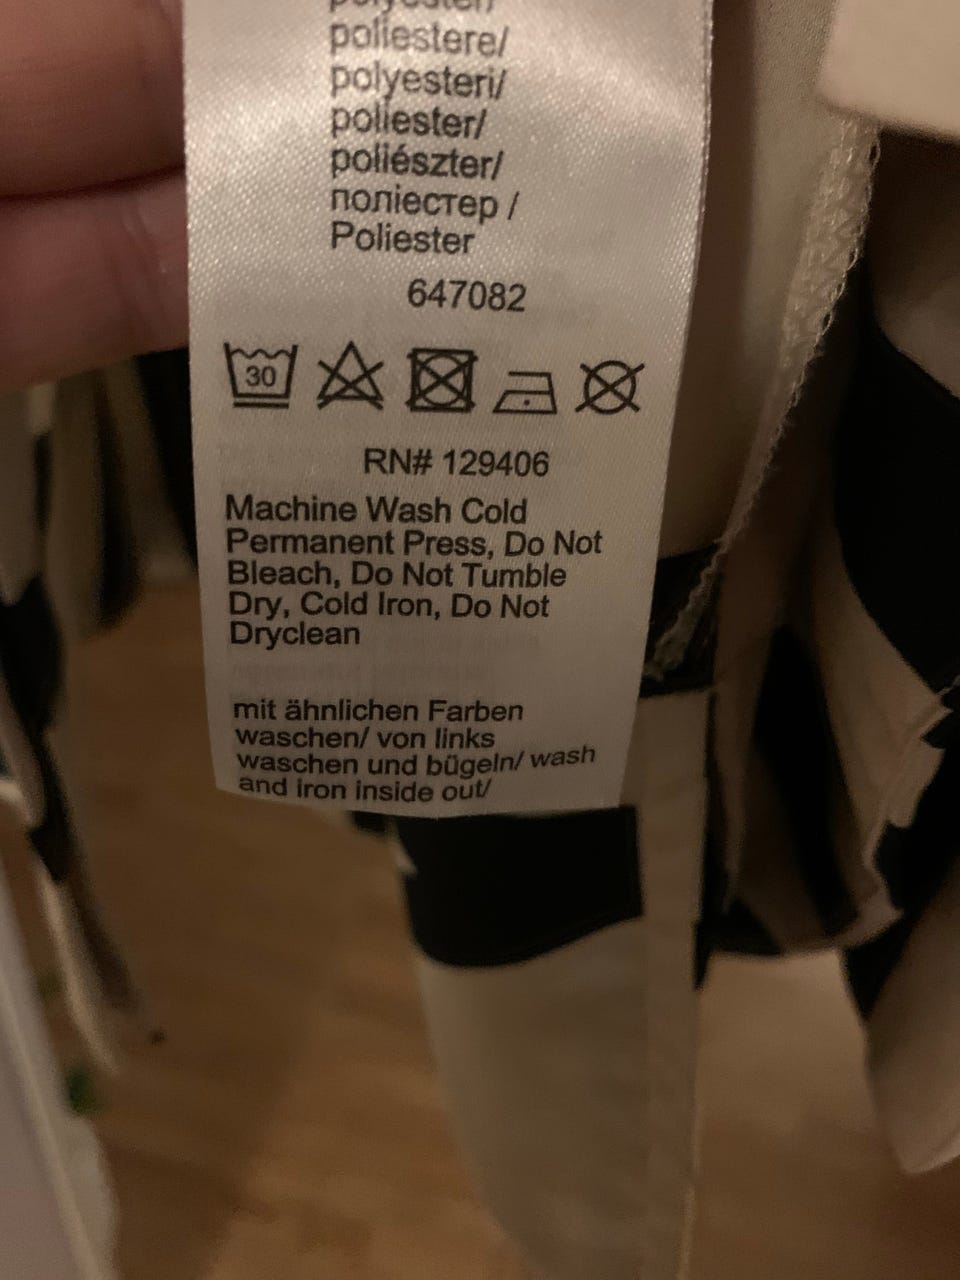 poliestere/
polyesteri/
poliester/
poliészter/
поліестер /
Poliester
647082
30
RN# 129406
Machine Wash Cold
Permanent Press, Do Not
Bleach, Do Not Tumble
Dry, Cold Iron, Do Not
Dryclean
mit ähnlichen Farben
waschen/ von links
waschen und bügeln/ wash
and iron inside out/